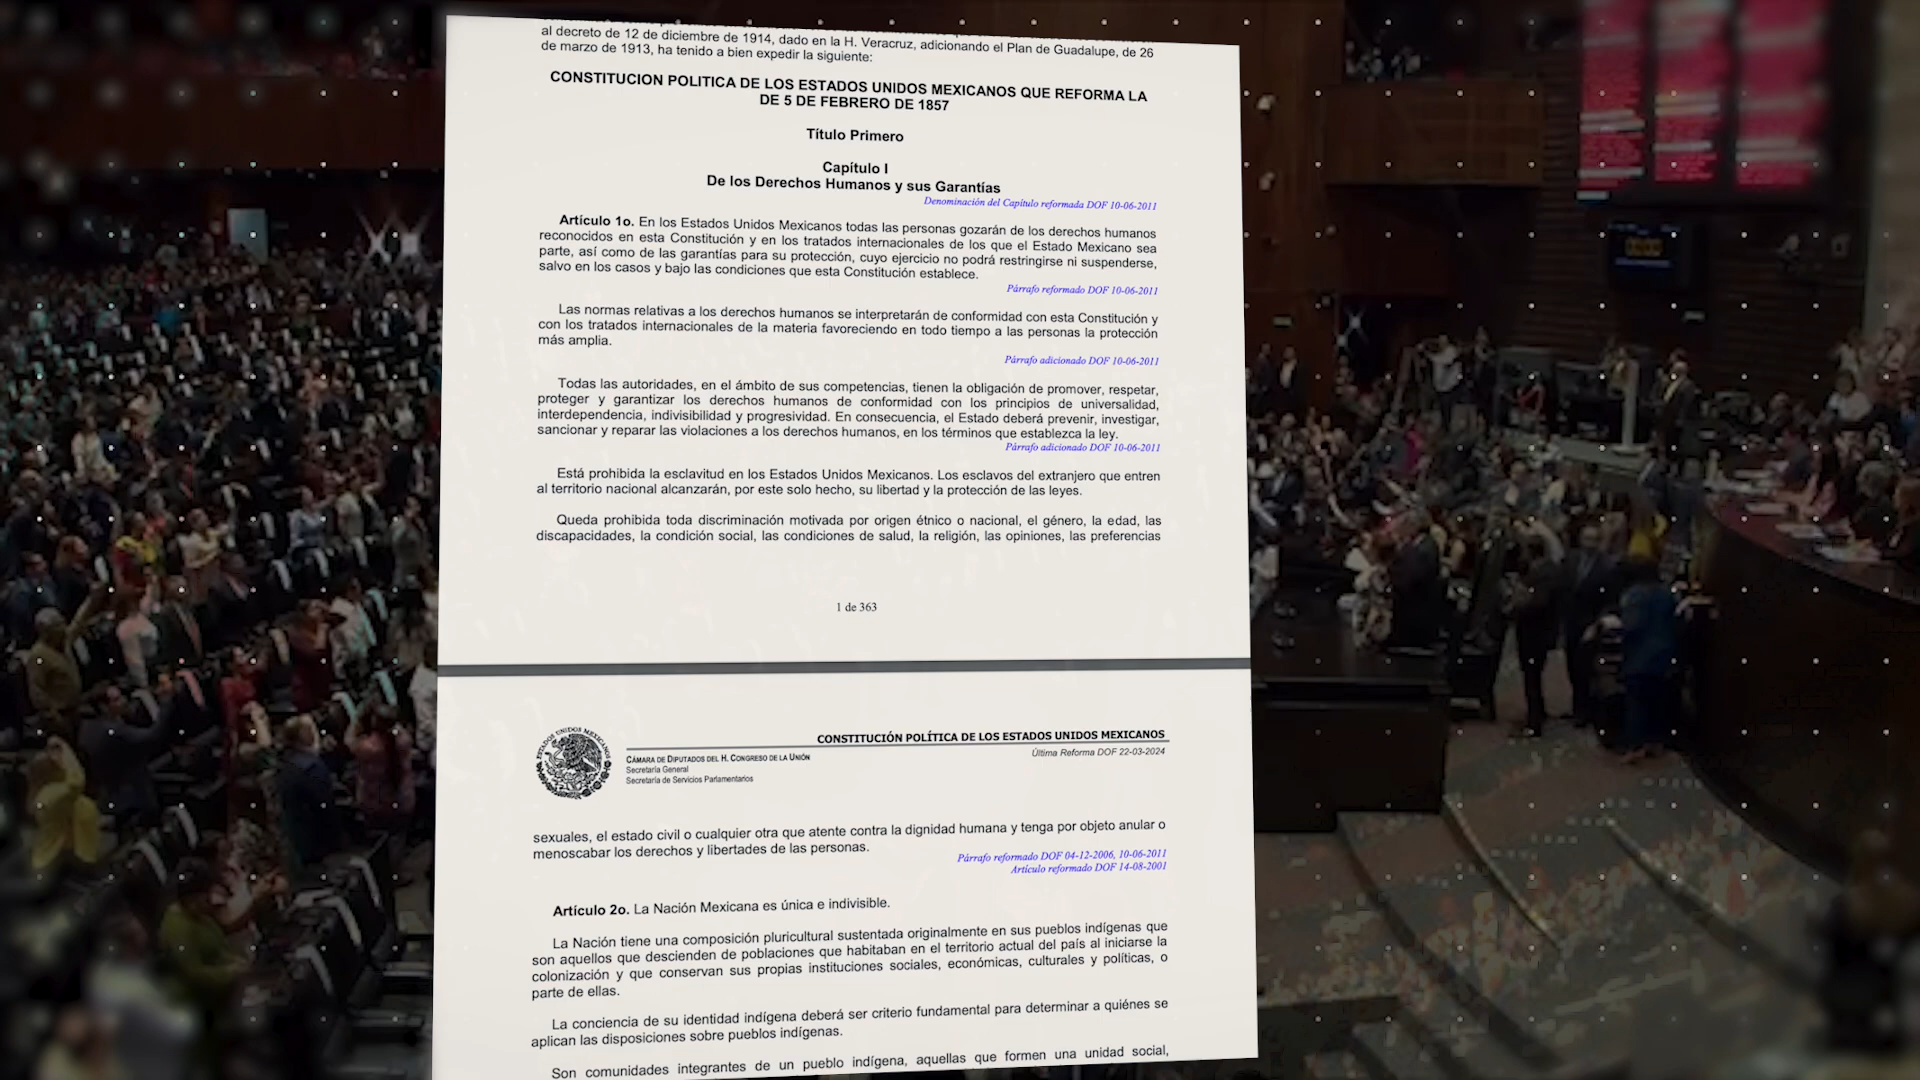 al decreto de 12 de diciembre de 1914, dado en la H. Veracruz, adicionando el Plan de Guadalupe, de 26
de marzo de 1913, ha tenido a bien expedir la siguiente:
CONSTITUCION POLITICA DE LOS ESTADOS UNIDOS MEXICANOS QUE REFORMA LA
DE 5 DE FEBRERO DE 1857
Título Primero
Capítulo I
De los Derechos Humanos y sus Garantías
Denominación del Capítulo reformada DOF 10-06-2011
Artículo 1o. En los Estados Unidos Mexicanos todas las personas gozarán de los derechos humanos
reconocidos en esta Constitución y en los tratados internacionales de los que el Estado Mexicano sea
parte, así como de las garantías para su protección, cuyo ejercicio no podrá restringirse ni suspenderse,
salvo en los casos y bajo las condiciones que esta Constitución establece.
Párrafo reformado DOF 10-06-2011
Las normas relativas a los derechos humanos se interpretarán de conformidad con esta Constitución y
con los tratados internacionales de la materia favoreciendo en todo tiempo a las personas la protección
más amplia.
Párrafo adicionado DOF 10-06-2011
Todas las autoridades, en el ámbito de sus competencias, tienen la obligación de promover, respetar,
proteger y garantizar los derechos humanos de conformidad con los principios de universalidad,
interdependencia, indivisibilidad y progresividad. En consecuencia, el Estado deberá prevenir, investigar,
sancionar y reparar las violaciones a los derechos humanos, en los términos que establezca la ley.
Párrafo adicionado DOF 10-06-2011
Está prohibida la esclavitud en los Estados Unidos Mexicanos. Los esclavos del extranjero que entren
al territorio nacional alcanzarán, por este solo hecho, su libertad y la protección de las leyes.
Queda prohibida toda discriminación motivada por origen étnico o nacional, el género, la edad, las
discapacidades, la condición social, las condiciones de salud, la religión, las opiniones, las preferencias
1 de 363
ESTADOS UNIDOS MEXICANOS
CONSTITUCIÓN POLÍTICA DE LOS ESTADOS UNIDOS MEXICANOS
CÁMARA DE DIPUTADOS DEL H. CONGRESO DE LA UNIÓN
Última Reforma DOF 22-03-2024
Secretaría General
Secretaría de Servicios Parlamentarios
sexuales, el estado civil o cualquier otra que atente contra la dignidad humana y tenga por objeto anular o
menoscabar los derechos y libertades de las personas.
Párrafo reformado DOF 04-12-2006, 10-06-2011
Artículo reformado DOF 14-08-2001
Artículo 2o. La Nación Mexicana es única e indivisible.
La Nación tiene una composición pluricultural sustentada originalmente en sus pueblos indígenas que
son aquellos que descienden de poblaciones que habitaban en el territorio actual del país al iniciarse la
colonización y que conservan sus propias instituciones sociales, económicas, culturales y políticas, o
parte de ellas.
La conciencia de su identidad indígena deberá ser criterio fundamental para determinar a quiénes se
aplican las disposiciones sobre pueblos indígenas.
Son comunidades integrantes de un pueblo indígena, aquellas que formen una unidad social,